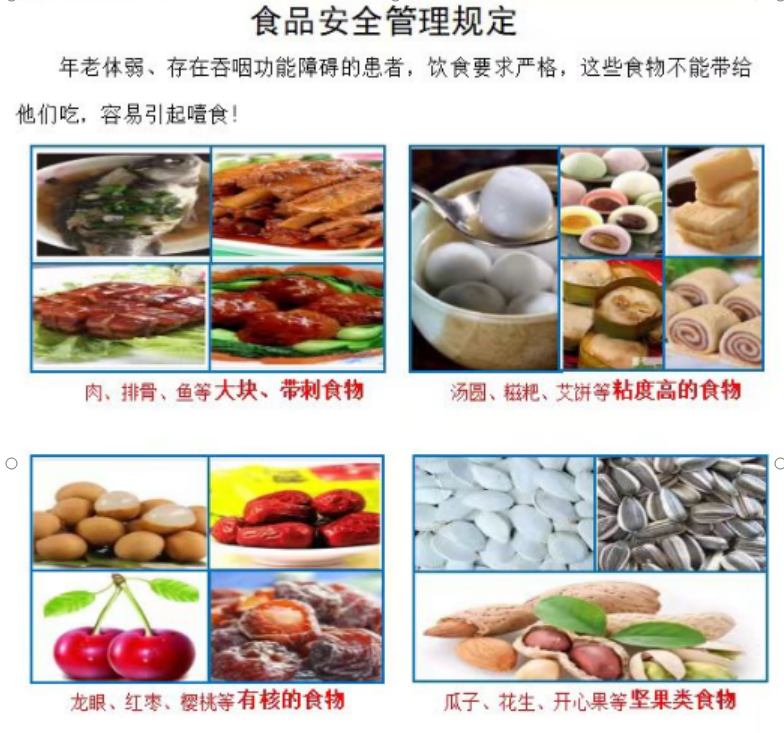 食品安全管理规定
年老体弱、存在吞咽功能障碍的患者，饮食要求严格，这些食物不能带给
他们吃，容易引起噎食！
肉、排骨、鱼等大块、带刺食物
汤圆、糍粑、艾饼等粘度高的食物
龙眼、红枣、樱桃等有核的食物
瓜子、花生、开心果等坚果类食物